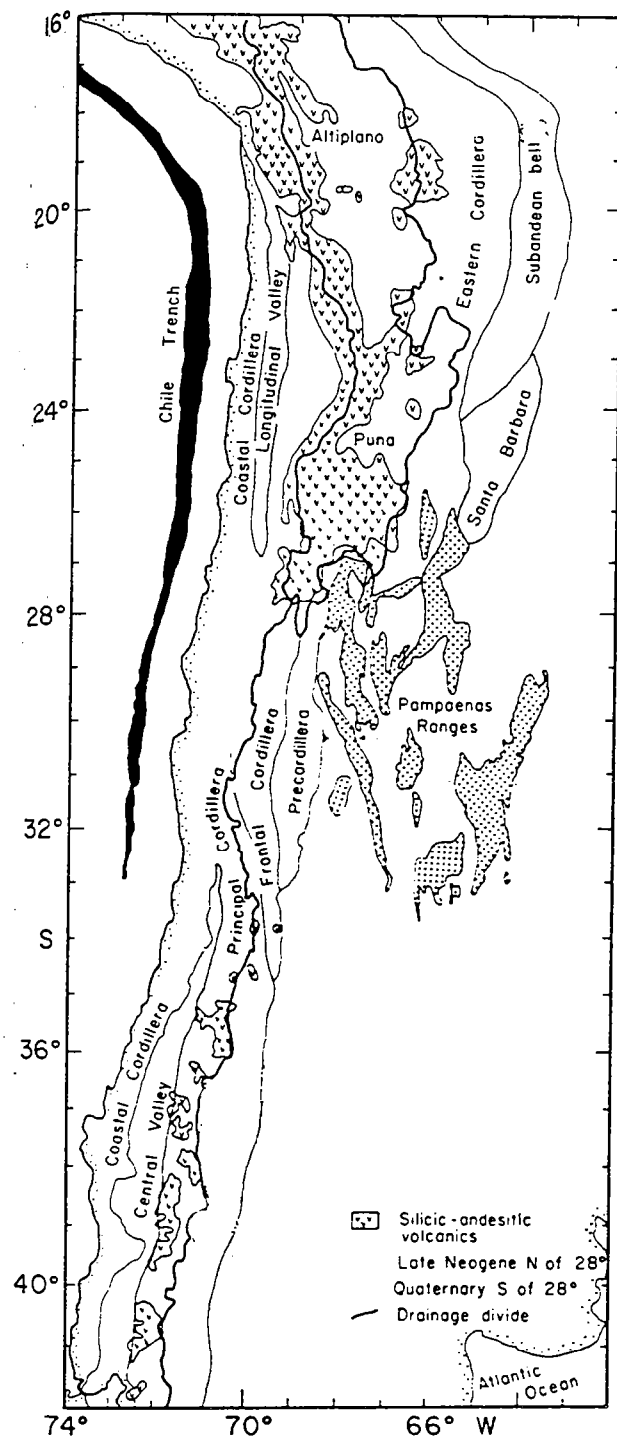 16°
Altiplano
Eastern Cordillera
Subandean bell
20°
Chile Trench
Coastal Cordillera
Longitudinal Valley
24°
Puna
Santa Barbara
28°
Pampaenas
Ranges
Frontal Cordillera
Precordillera
32°
Principal Cordillera
S
36°
Coastal Cordillera
Central Valley
Silicic-andesitic
volcanics
Late Neogene N of 28°
Quaternary S of 28°
Drainage divide
40°
Atlantic
Ocean
74° 70° 66° W